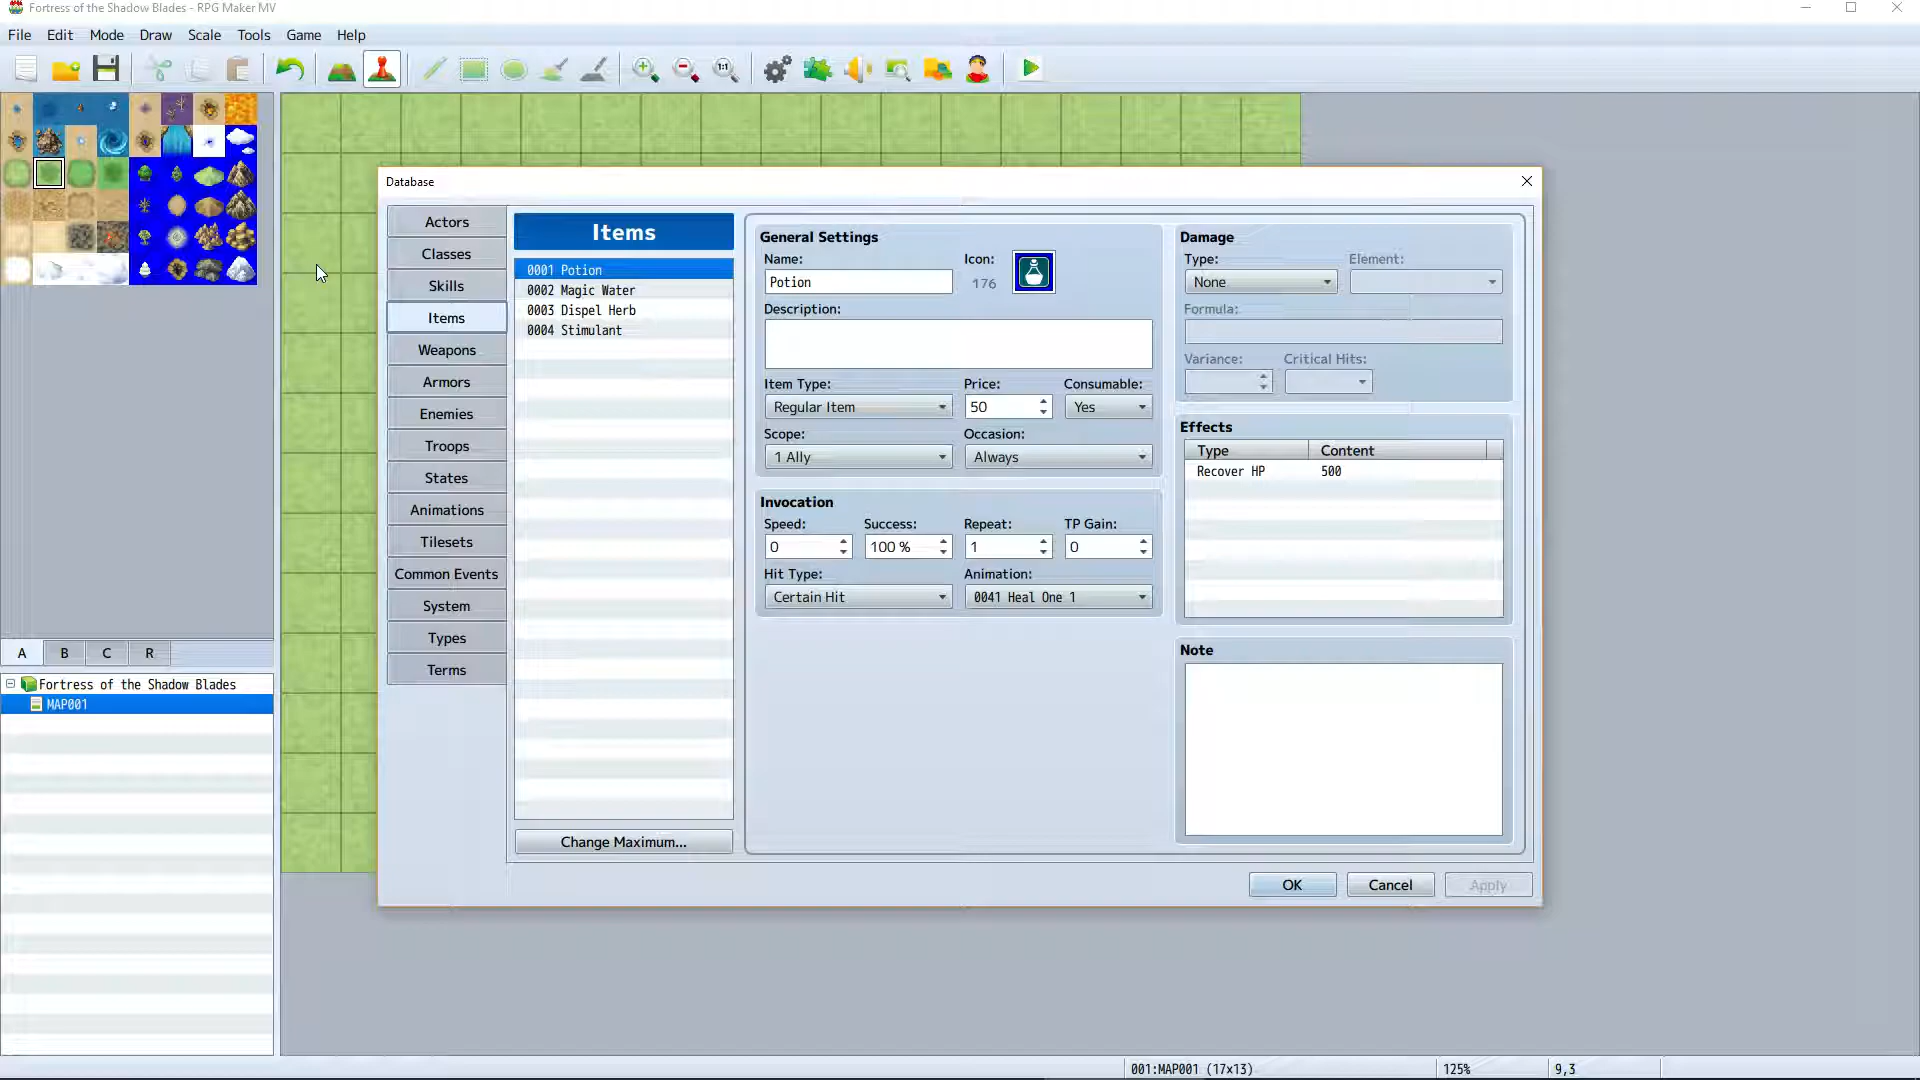 Fortress of the Shadow Blades - RPG Maker MV
File Edit Mode Draw Scale Tools Game Help
1:1
Database
Actors
Classes
Skills
Items
Weapons
Armors
Enemies
Troops
States
Animations
Tilesets
Common Events
System
Types
Terms
Items
0001 Potion
0002 Magic Water
0003 Dispel Herb
0004 Stimulant
Change Maximum...
General Settings
Name: Icon:
Potion 176
Description:
Item Type: Price: Consumable:
Regular Item 50 Yes
Scope: Occasion:
1 Ally Always
Invocation
Speed: Success: Repeat: TP Gain:
0 100 % 1 0
Hit Type: Animation:
Certain Hit 0041 Heal One 1
Damage
Type: Element:
None
Formula:
Variance: Critical Hits:
Effects
Type Content
Recover HP 500
Note
OK Cancel Apply
A B C R
Fortress of the Shadow Blades
MAP001
001:MAP001 (17x13) 125% 9,3